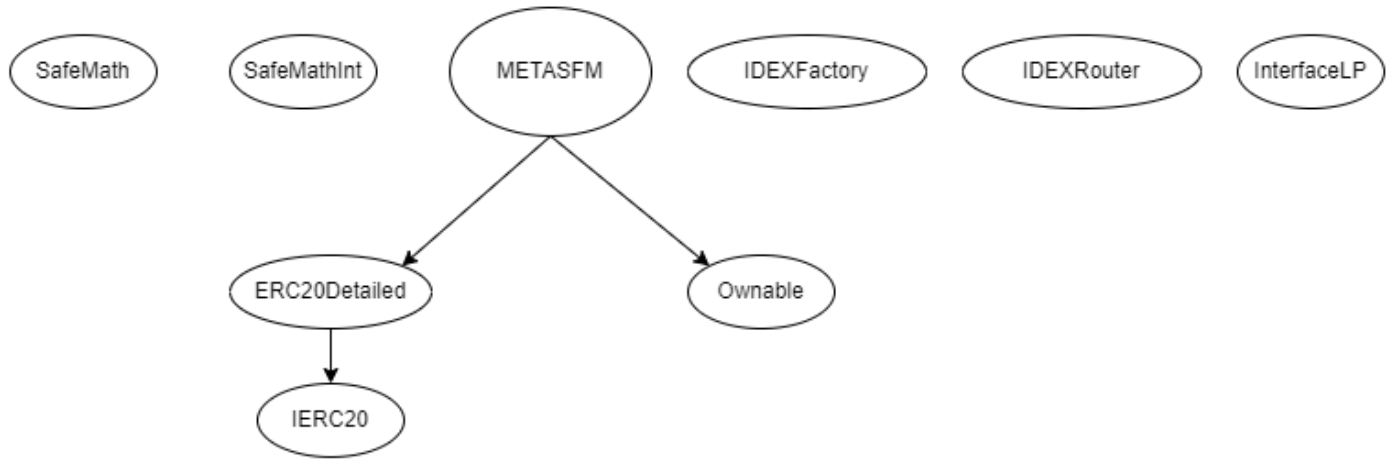 SafeMath
SafeMathInt
METASFM
IDEXFactory
IDEXRouter
InterfaceLP
ERC20Detailed
Ownable
IERC20